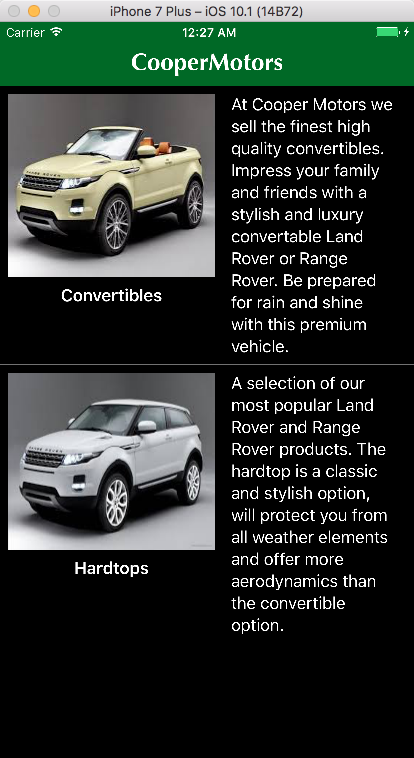 iPhone 7 Plus – iOS 10.1 (14B72)
Carrier 12:27 AM
CooperMotors
At Cooper Motors we
sell the finest high
quality convertibles.
Impress your family
and friends with a
stylish and luxury
convertable Land
Rover or Range
Rover. Be prepared
for rain and shine
with this premium
vehicle.
Convertibles
A selection of our
most popular Land
Rover and Range
Rover products. The
hardtop is a classic
and stylish option,
will protect you from
all weather elements
and offer more
aerodynamics than
the convertible
option.
Hardtops